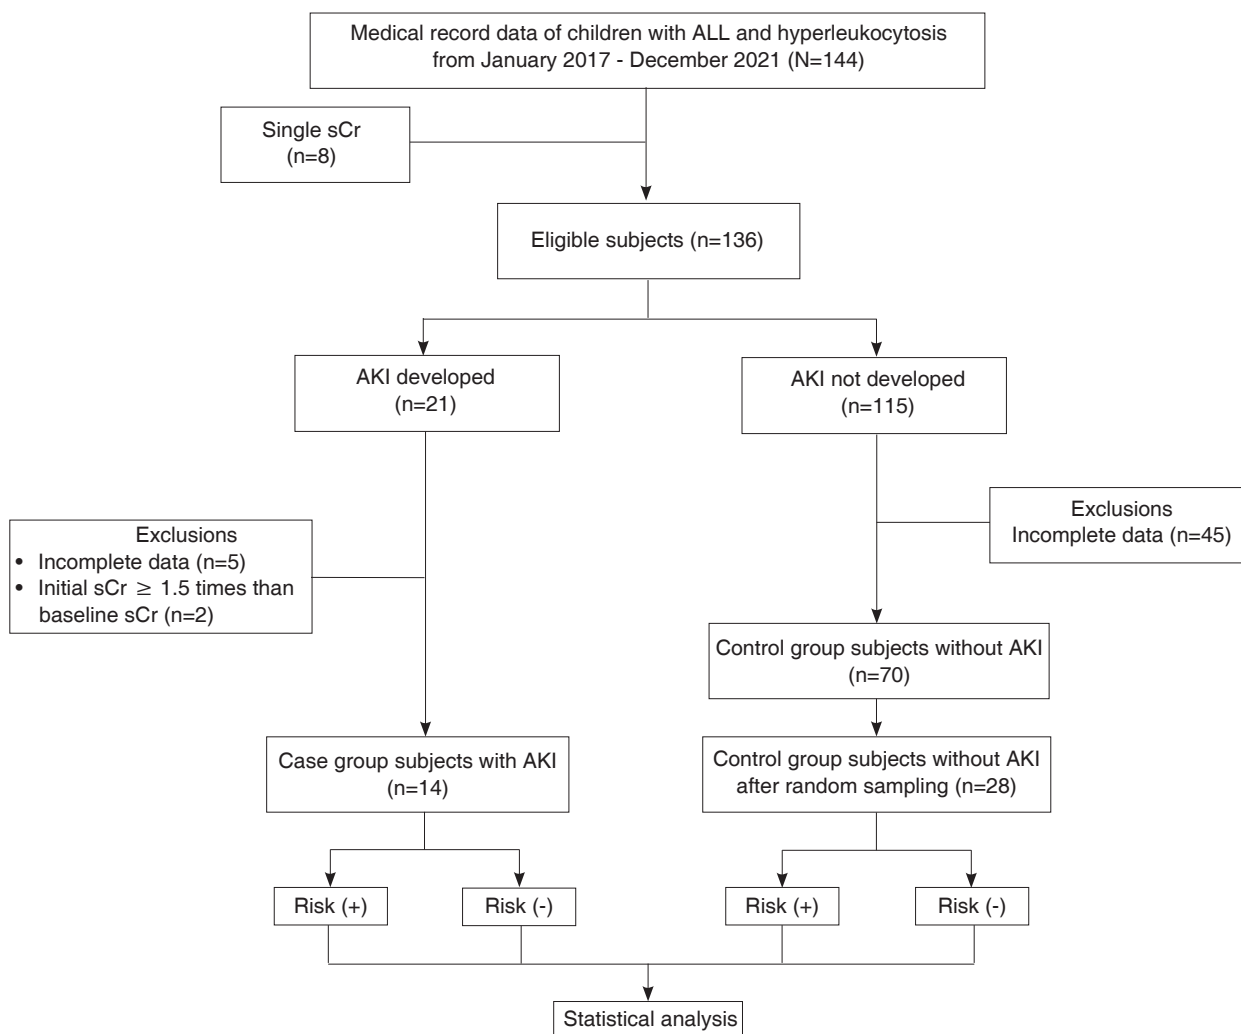 Medical record data of children with ALL and hyperleukocytosis
from January 2017 - December 2021 (N=144)
Single sCr
(n=8)
Eligible subjects (n=136)
AKI developed
(n=21)
AKI not developed
(n=115)
Exclusions
• Incomplete data (n=5)
• Initial sCr ≥ 1.5 times than
baseline sCr (n=2)
Exclusions
Incomplete data (n=45)
Control group subjects without AKI
(n=70)
Case group subjects with AKI
(n=14)
Control group subjects without AKI
after random sampling (n=28)
Risk (+)
Risk (-)
Risk (+)
Risk (-)
Statistical analysis